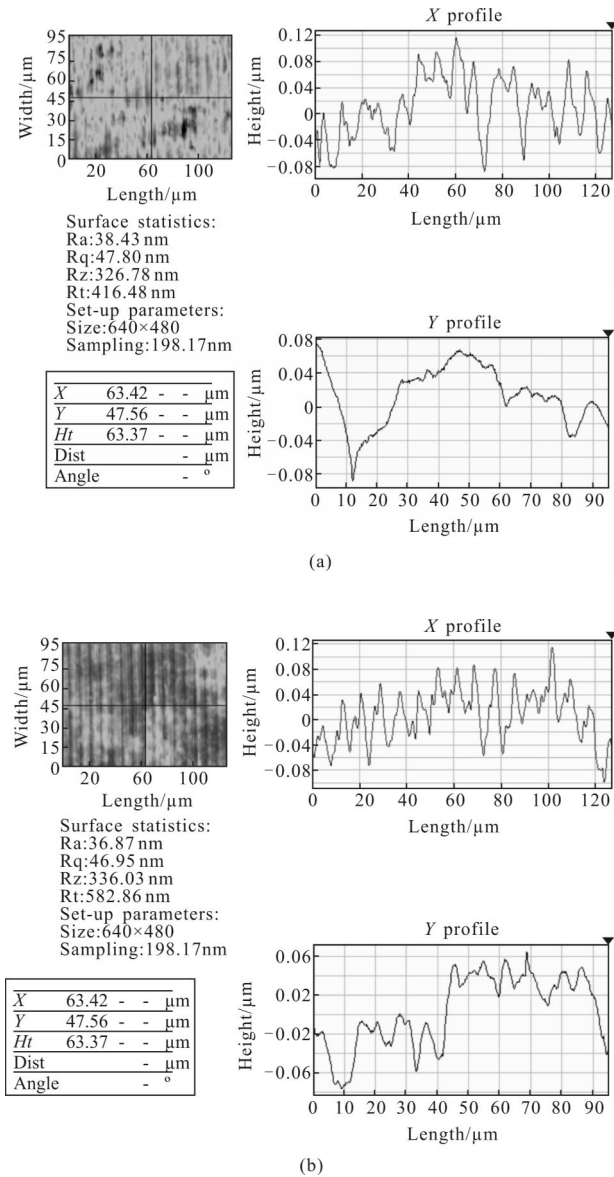 95
75
60
45
30
15
0
Width/μm
20 60 100
Length/μm
Surface statistics:
Ra:38.43 nm
Rq:47.80 nm
Rz:326.78 nm
Rt:416.48 nm
Set-up parameters:
Size:640×480
Sampling:198.17nm
X 63.42 - - μm
Y 47.56 - - μm
Ht 63.37 - - μm
Dist - μm
Angle - º
X profile
0.12
0.08
0.04
0
−0.04
−0.08
Height/μm
0 20 40 60 80 100 120
Length/μm
Y profile
0.08
0.04
0
−0.04
−0.08
Height/μm
0 10 20 30 40 50 60 70 80 90
Length/μm
(a)
95
75
60
45
30
15
0
Width/μm
20 60 100
Length/μm
Surface statistics:
Ra:36.87 nm
Rq:46.95 nm
Rz:336.03 nm
Rt:582.86 nm
Set-up parameters:
Size:640×480
Sampling:198.17nm
X 63.42 - - μm
Y 47.56 - - μm
Ht 63.37 - - μm
Dist - μm
Angle - º
X profile
0.12
0.08
0.04
0
−0.04
−0.08
Height/μm
0 20 40 60 80 100 120
Length/μm
Y profile
0.06
0.02
−0.02
−0.06
Height/μm
0 10 20 30 40 50 60 70 80 90
Length/μm
(b)